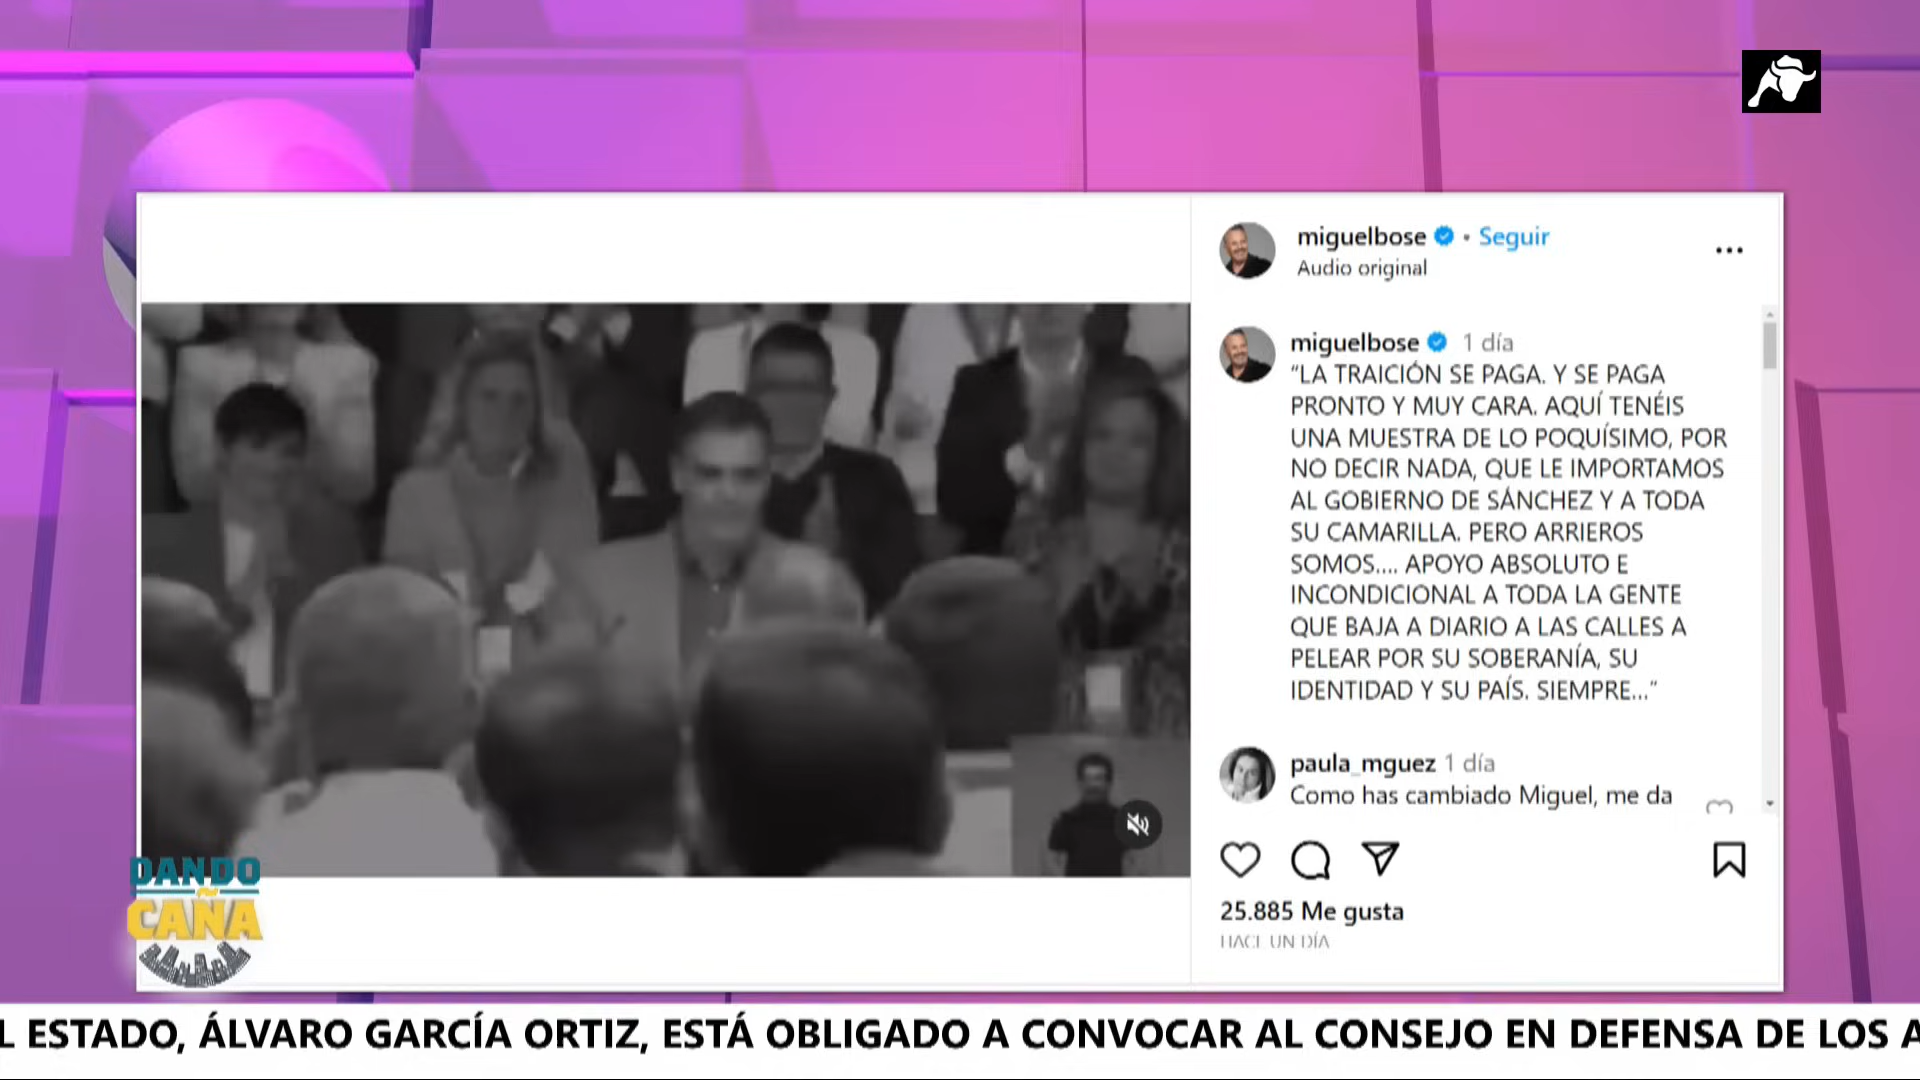 miguelbose • Seguir
Audio original
miguelbose 1 día
“LA TRAICIÓN SE PAGA. Y SE PAGA
PRONTO Y MUY CARA. AQUÍ TENÉIS
UNA MUESTRA DE LO POQUÍSIMO, POR
NO DECIR NADA, QUE LE IMPORTAMOS
AL GOBIERNO DE SÁNCHEZ Y A TODA
SU CAMARILLA. PERO ARRIEROS
SOMOS.... APOYO ABSOLUTO E
INCONDICIONAL A TODA LA GENTE
QUE BAJA A DIARIO A LAS CALLES A
PELEAR POR SU SOBERANÍA, SU
IDENTIDAD Y SU PAÍS. SIEMPRE...”
paula_mguez 1 día
Como has cambiado Miguel, me da
25.885 Me gusta
HACE UN DÍA
DANDO
CAÑA
L ESTADO, ÁLVARO GARCÍA ORTIZ, ESTÁ OBLIGADO A CONVOCAR AL CONSEJO EN DEFENSA DE LOS A